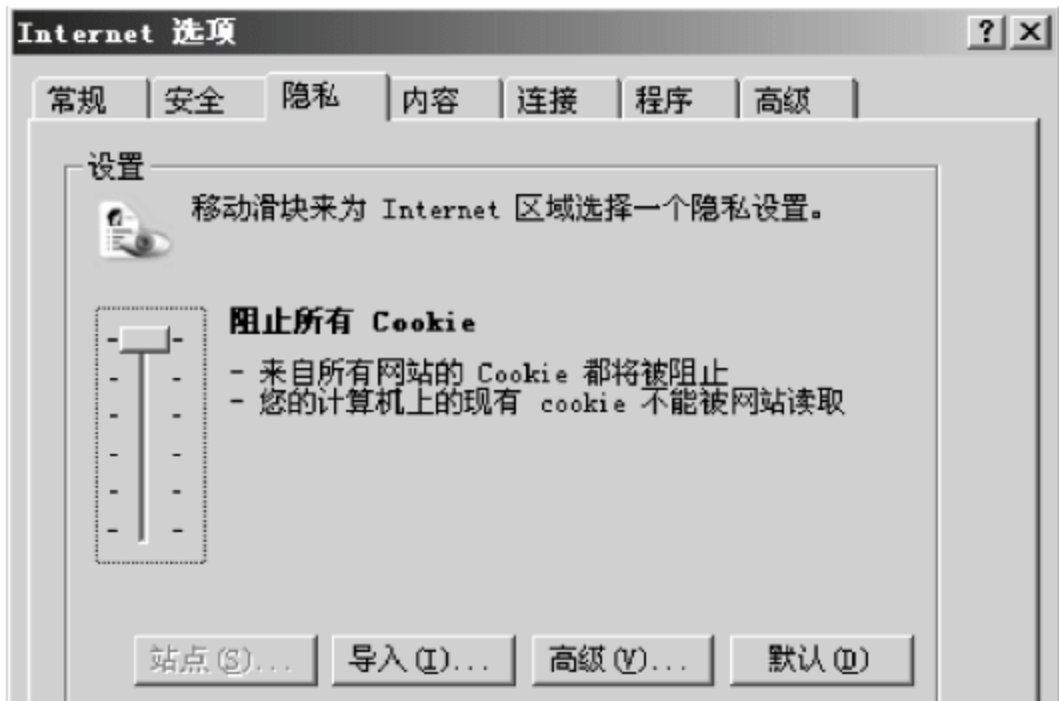 Internet 选项
常规 安全 隐私 内容 连接 程序 高级
设置
移动滑块来为 Internet 区域选择一个隐私设置。
阻止所有 Cookie
- 来自所有网站的 Cookie 都将被阻止
- 您的计算机上的现有 cookie 不能被网站读取
站点(S)... 导入(I)... 高级(V)... 默认(D)